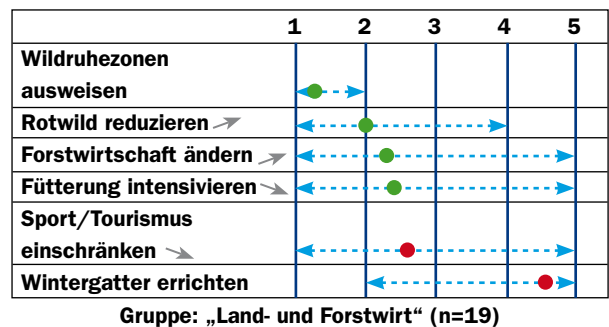 1 2 3 4 5
Wildruhezonen
ausweisen
Rotwild reduzieren
Forstwirtschaft ändern
Fütterung intensivieren
Sport/Tourismus
einschränken
Wintergatter errichten
Gruppe: „Land- und Forstwirt“ (n=19)